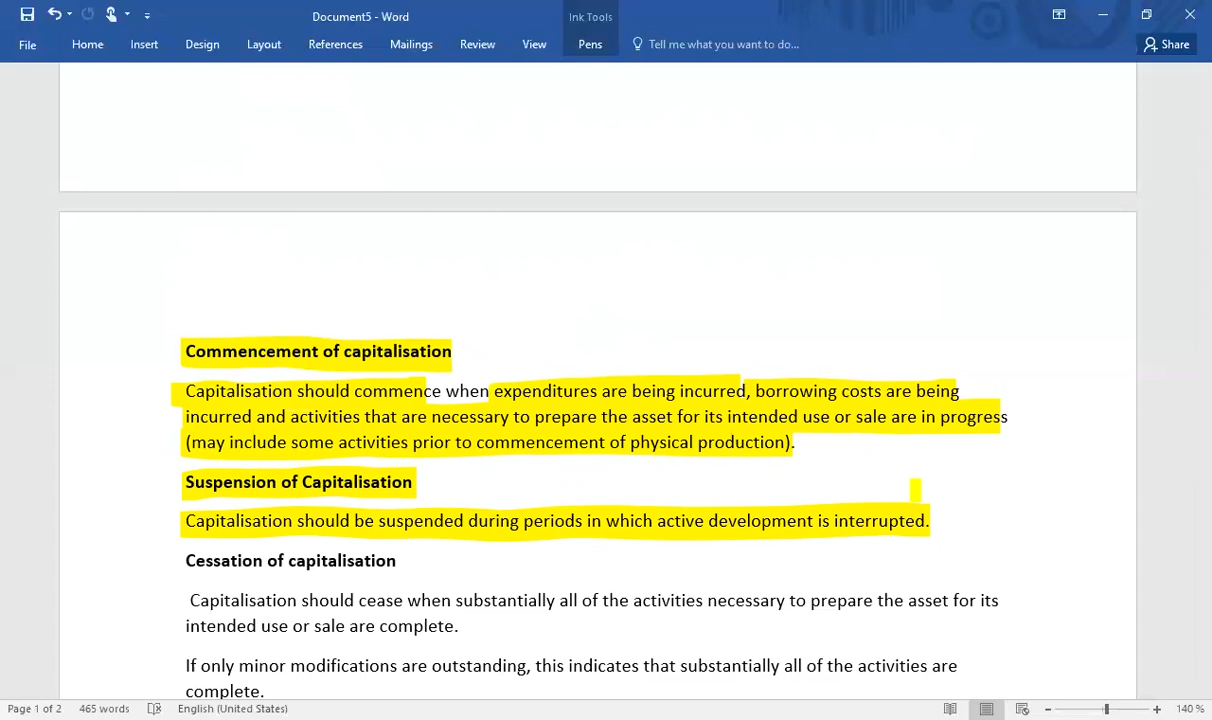 Document5 - Word
Ink Tools
File Home Insert Design Layout References Mailings Review View Pens Tell me what you want to do... Share
Commencement of capitalisation
Capitalisation should commence when expenditures are being incurred, borrowing costs are being
incurred and activities that are necessary to prepare the asset for its intended use or sale are in progress
(may include some activities prior to commencement of physical production).
Suspension of Capitalisation
Capitalisation should be suspended during periods in which active development is interrupted.
Cessation of capitalisation
Capitalisation should cease when substantially all of the activities necessary to prepare the asset for its
intended use or sale are complete.
If only minor modifications are outstanding, this indicates that substantially all of the activities are
complete.
Page 1 of 2 465 words English (United States) 140 %